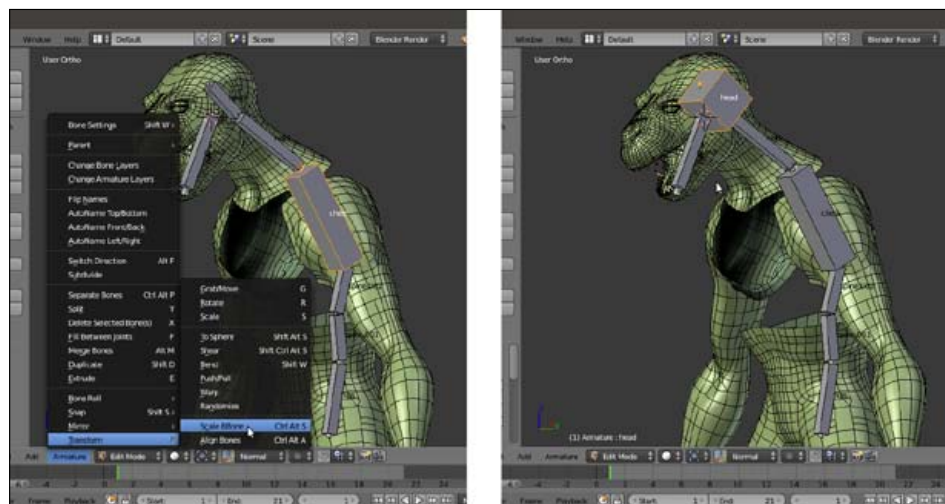 Window Help Default Scene Blender Render
User Ortho
Bone Settings Shift W
Parent
Change Bone Layers
Change Armature Layers
Flip Names
AutoName Top/Bottom
AutoName Front/Back
AutoName Left/Right
Switch Direction Alt F
Subdivide
Separate Bones Ctrl Alt P
Split Y
Delete Selected Bone(s) X
Fill Between Joints F
Merge Bones Alt M
Duplicate Shift D
Extrude E
Bone Roll
Snap Shift S
Mirror
Transform
Grab/Move G
Rotate R
Scale S
To Sphere Shift Alt S
Shear Shift Ctrl Alt S
Bend Shift W
Push/Pull
Warp
Randomize
Scale BBone Ctrl Alt S
Align Bones Ctrl Alt A
chest
Add Armature Edit Mode Normal
Frame Playback Start: 1 End: 21 1
Window Help Default Scene Blender Render
User Ortho
head
chest
(1) Armature : head
Add Armature Edit Mode Normal
Frame Playback Start: 1 End: 21 1